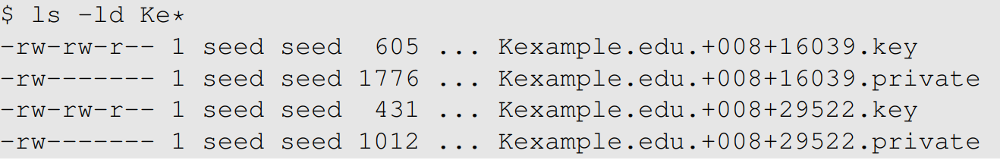 $ ls -ld Ke*
-rw-rw-r-- 1 seed seed  605 ... Kexample.edu.+008+16039.key
-rw------- 1 seed seed 1776 ... Kexample.edu.+008+16039.private
-rw-rw-r-- 1 seed seed  431 ... Kexample.edu.+008+29522.key
-rw------- 1 seed seed 1012 ... Kexample.edu.+008+29522.private